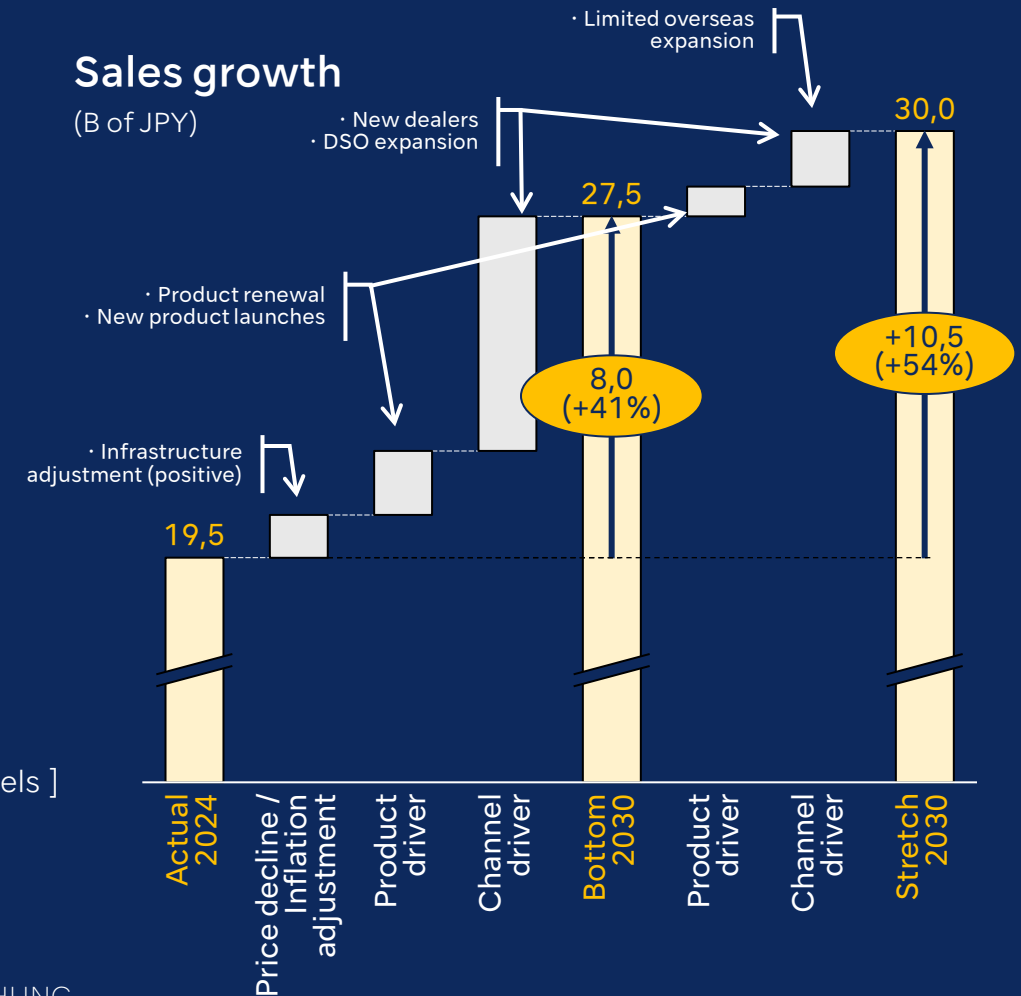 · Limited overseas
expansion
Sales growth
(B of JPY)
· New dealers
· DSO expansion
30,0
27,5
· Product renewal
· New product launches
+10,5
(+54%)
8,0
(+41%)
· Infrastructure
adjustment (positive)
19,5
els ]
Actual
2024
Price decline /
Inflation
adjustment
Product
driver
Channel
driver
Bottom
2030
Product
driver
Channel
driver
Stretch
2030